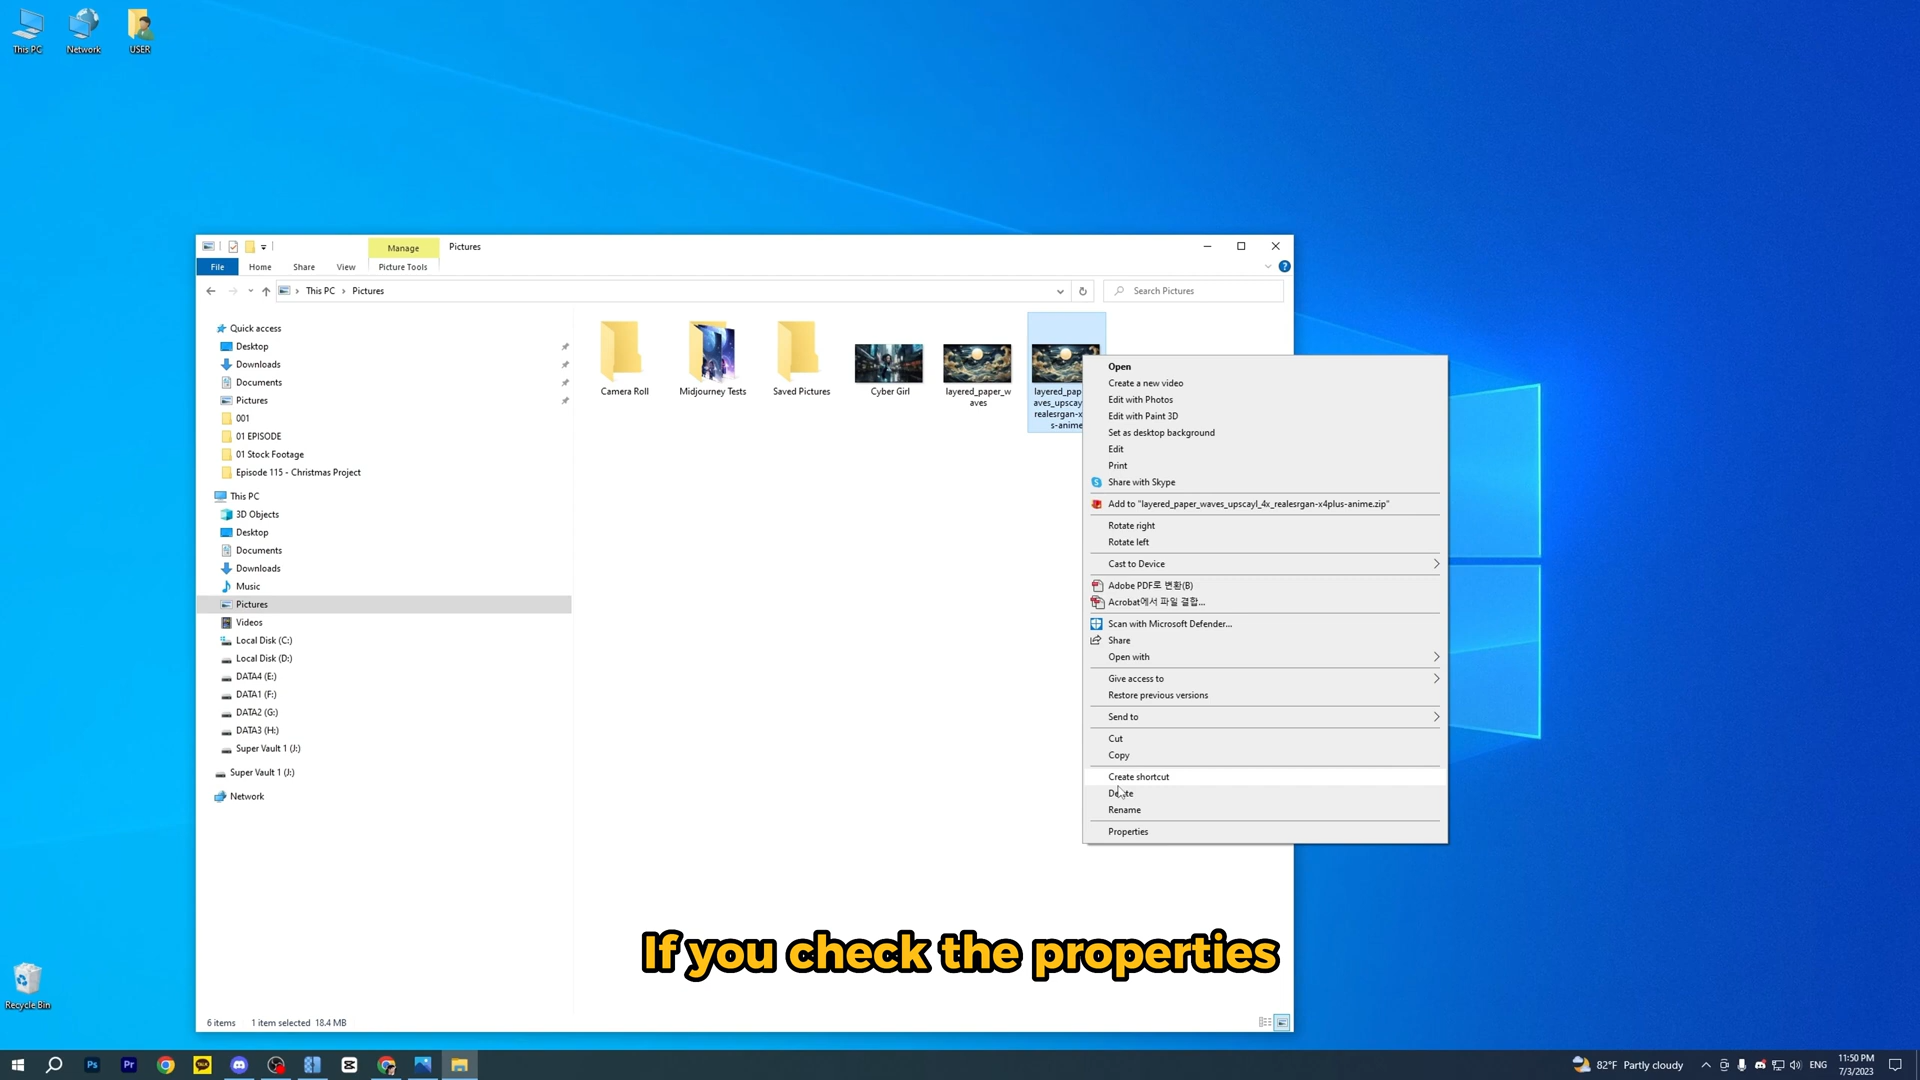 This PC
Network
USER
Manage
Pictures
File
Home
Share
View
Picture Tools
This PC
Pictures
Search Pictures
Quick access
Desktop
Downloads
Documents
Pictures
001
01 EPISODE
01 Stock Footage
Episode 115 - Christmas Project
This PC
3D Objects
Desktop
Documents
Downloads
Music
Pictures
Videos
Local Disk (C:)
Local Disk (D:)
DATA4 (E:)
DATA1 (F:)
DATA2 (G:)
DATA3 (H:)
Super Vault 1 (J:)
Super Vault 1 (J:)
Network
Camera Roll
Midjourney Tests
Saved Pictures
Cyber Girl
layered_paper_w
aves
layered_pap
aves_upscay
realesrgan-x
s-anime
Open
Create a new video
Edit with Photos
Edit with Paint 3D
Set as desktop background
Edit
Print
Share with Skype
Add to "layered_paper_waves_upscayl_4x_realesrgan-x4plus-anime.zip"
Rotate right
Rotate left
Cast to Device
Adobe PDF로 변환(B)
Acrobat에서 파일 결합...
Scan with Microsoft Defender...
Share
Open with
Give access to
Restore previous versions
Send to
Cut
Copy
Create shortcut
Delete
Rename
Properties
If you check the properties
Recycle Bin
6 items
1 item selected 18.4 MB
Ps
Pr
TALK
82°F Partly cloudy
ENG
11:50 PM
7/3/2023